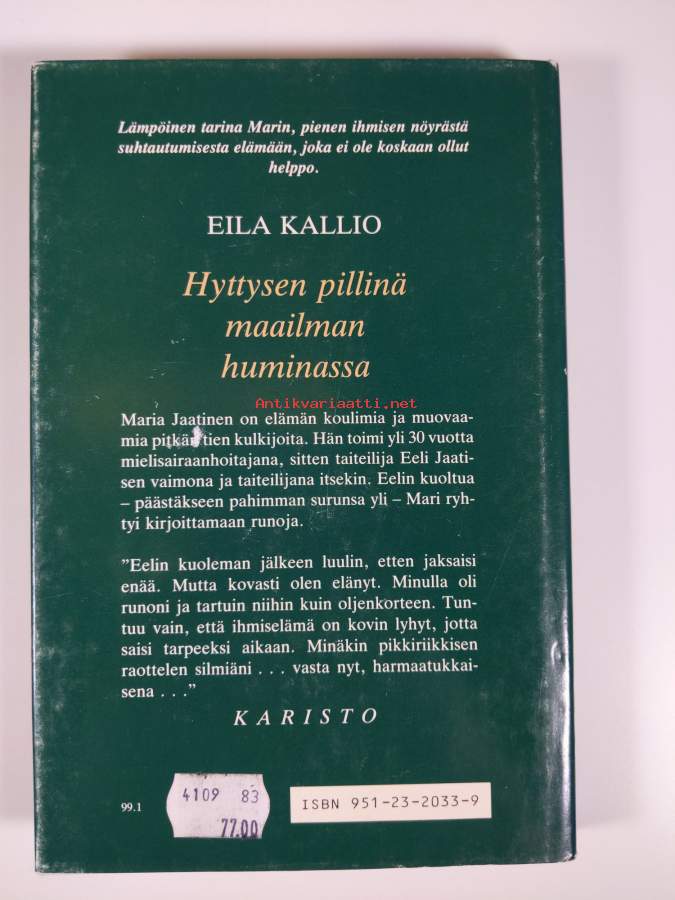 Lämpöinen tarina Marin, pienen ihmisen nöyrästä
suhtautumisesta elämään, joka ei ole koskaan ollut
helppo.
EILA KALLIO
Hyttysen pillinä
maailman
huminassa
Antikvariaatti.net
Maria Jaatinen on elämän koulimia ja muovaa-
mia pitkän tien kulkijoita. Hän toimi yli 30 vuotta
mielisairaanhoitajana, sitten taiteilija Eeli Jaati-
sen vaimona ja taiteilijana itsekin. Eelin kuoltua
– päästäkseen pahimman surunsa yli – Mari ryh-
tyi kirjoittamaan runoja.
”Eelin kuoleman jälkeen luulin, etten jaksaisi
enää. Mutta kovasti olen elänyt. Minulla oli
runoni ja tartuin niihin kuin oljenkorteen. Tun-
tuu vain, että ihmiselämä on kovin lyhyt, jotta
saisi tarpeeksi aikaan. Minäkin pikkiriikkisen
raottelen silmiäni . . . vasta nyt, harmaatukkai-
sena . . .”
KARISTO
99.1
4109 83
77.00
ISBN 951-23-2033-9